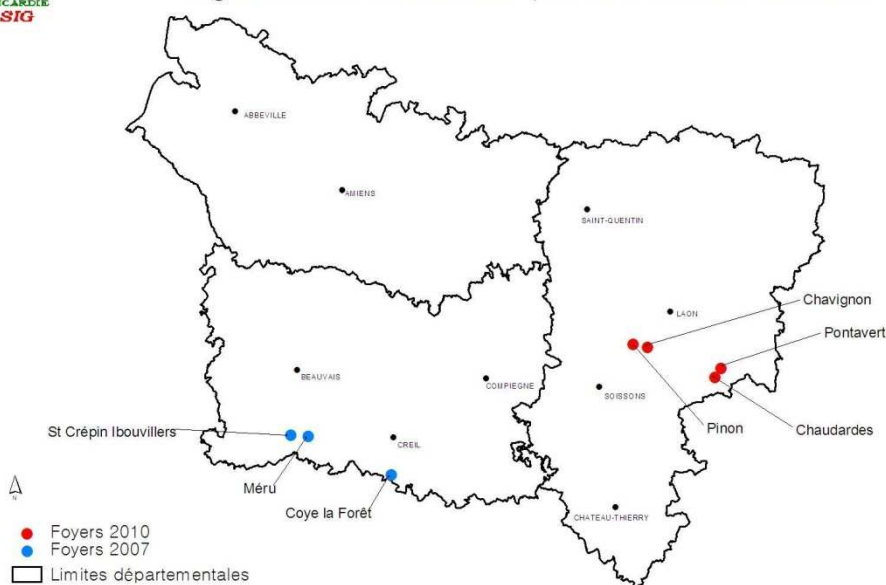 SIG
ABBEVILLE
AMIENS
SAINT-QUENTIN
LAON
Chavignon
Pontavert
BEAUVAIS
COMPIEGNE
SOISSONS
St Crépin Ibouvillers
CREIL
Pinon
Chaudardes
Méru
Coye la Forêt
CHATEAU-THIERRY
N
Foyers 2010
Foyers 2007
Limites départementales